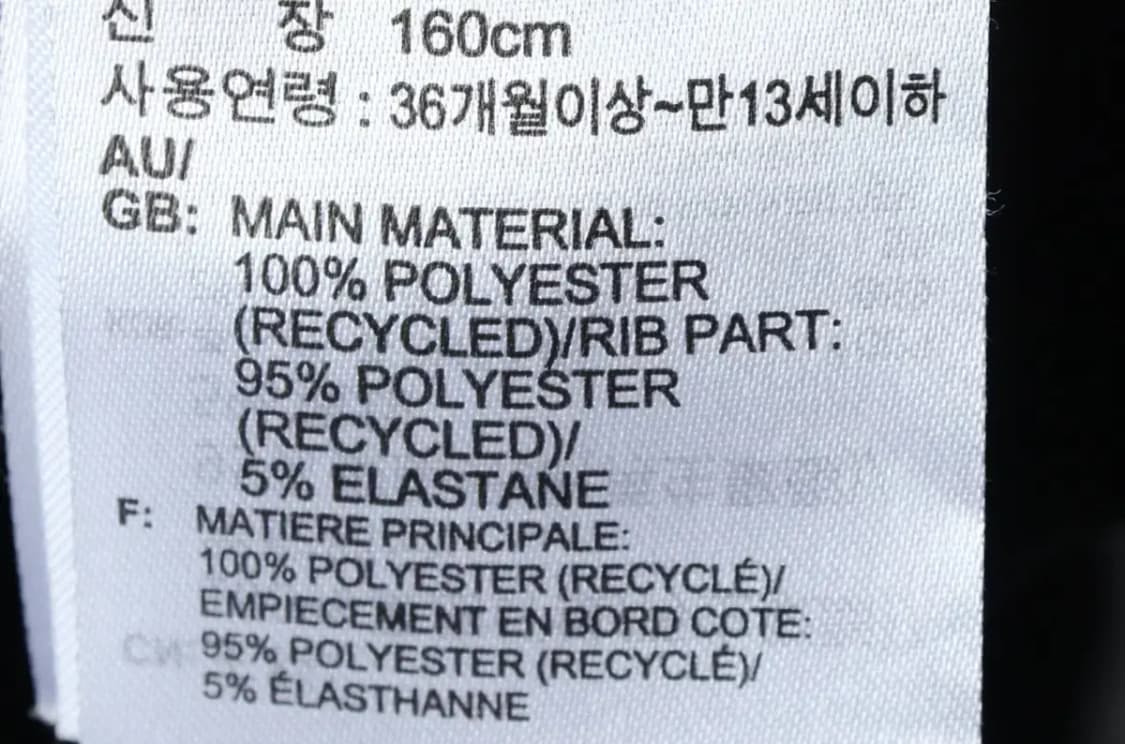 신 장 160cm
사용연령 : 36개월이상~만13세이하
AU/
GB: MAIN MATERIAL:
100% POLYESTER
(RECYCLED)/RIB PART:
95% POLYESTER
(RECYCLED)/
5% ELASTANE
F: MATIERE PRINCIPALE:
100% POLYESTER (RECYCLÉ)/
EMPIECEMENT EN BORD COTE:
95% POLYESTER (RECYCLÉ)/
5% ÉLASTHANNE